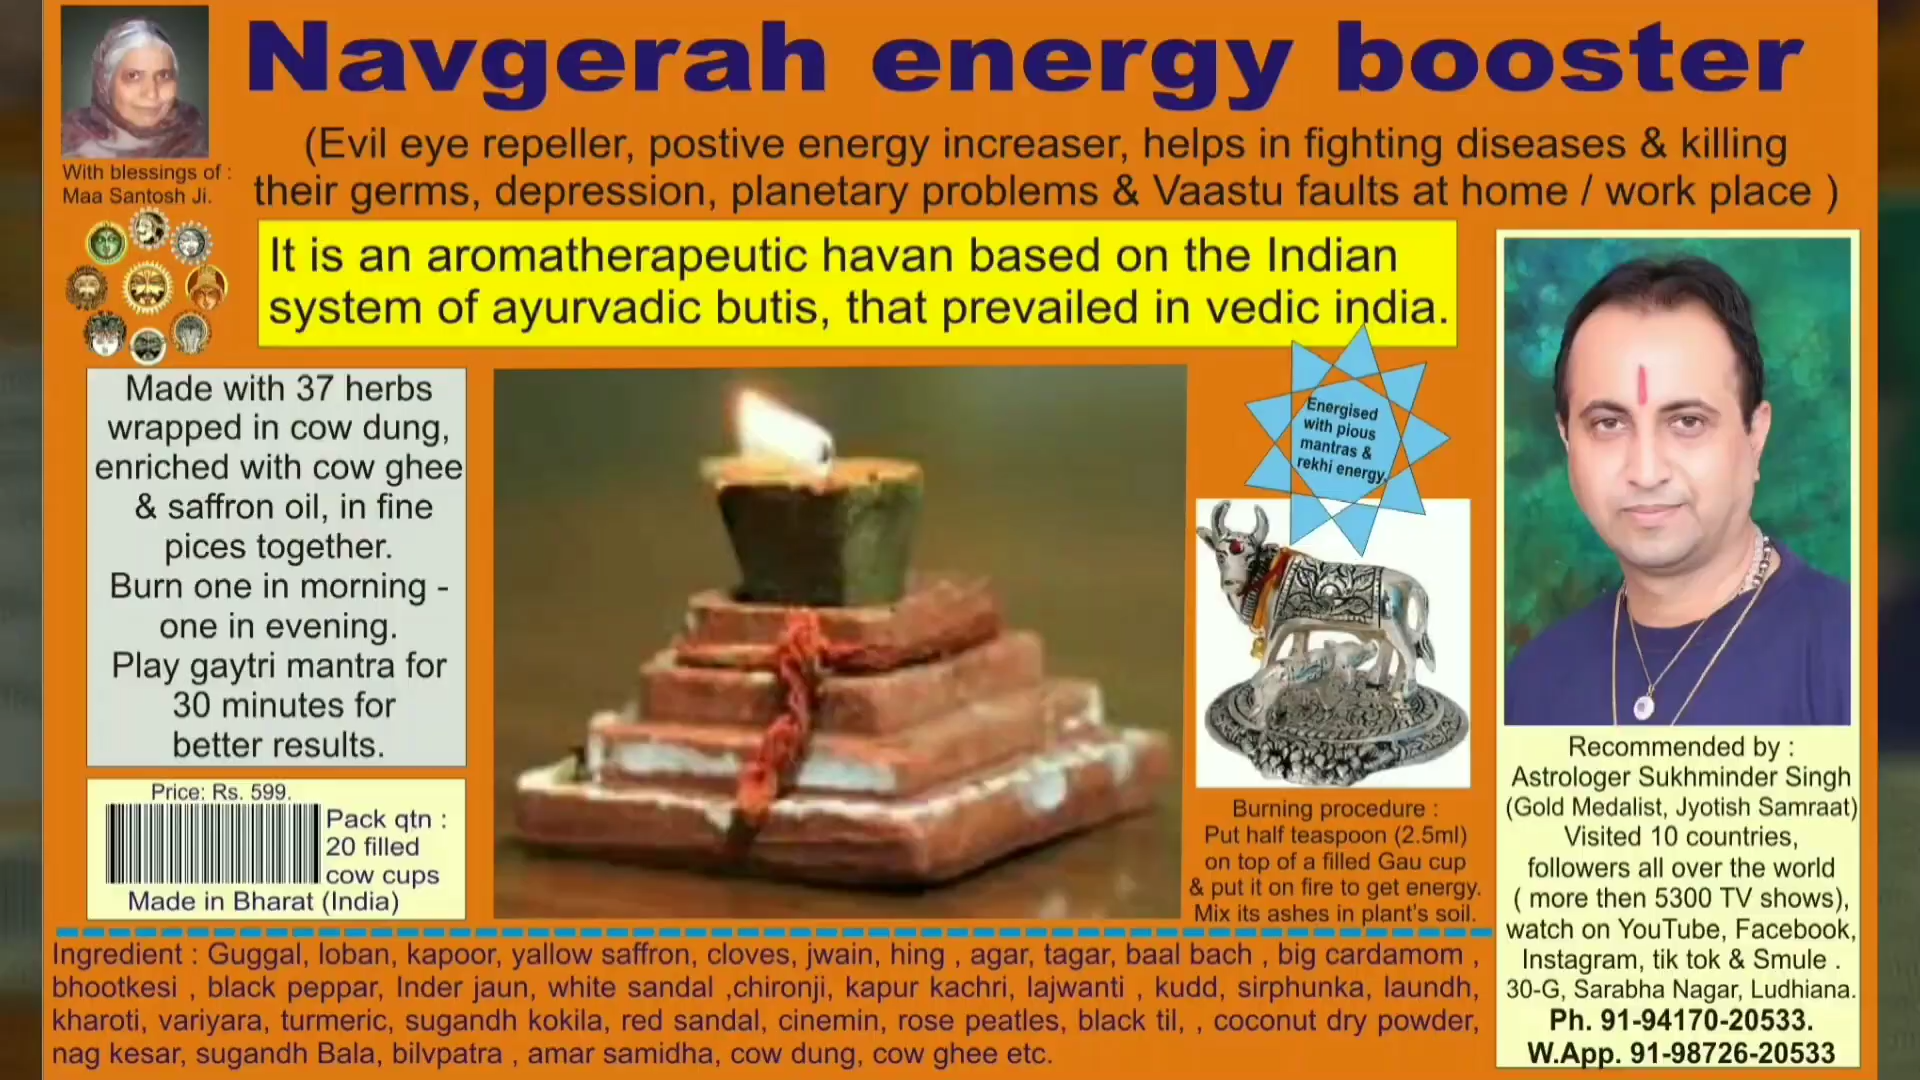 Navgerah energy booster
(Evil eye repeller, postive energy increaser, helps in fighting diseases & killing
their germs, depression, planetary problems & Vaastu faults at home / work place )
With blessings of :
Maa Santosh Ji.
It is an aromatherapeutic havan based on the Indian
system of ayurvadic butis, that prevailed in vedic india.
Made with 37 herbs
wrapped in cow dung,
enriched with cow ghee
& saffron oil, in fine
pices together.
Burn one in morning -
one in evening.
Play gaytri mantra for
30 minutes for
better results.
Price: Rs. 599.
Pack qtn :
20 filled
cow cups
Made in Bharat (India)
Energised
with pious
mantras &
rekhi energy.
Burning procedure :
Put half teaspoon (2.5ml)
on top of a filled Gau cup
& put it on fire to get energy.
Mix its ashes in plant's soil.
Recommended by :
Astrologer Sukhminder Singh
(Gold Medalist, Jyotish Samraat)
Visited 10 countries,
followers all over the world
( more then 5300 TV shows),
watch on YouTube, Facebook,
Instagram, tik tok & Smule .
30-G, Sarabha Nagar, Ludhiana.
Ph. 91-94170-20533.
W.App. 91-98726-20533
Ingredient : Guggal, loban, kapoor, yallow saffron, cloves, jwain, hing , agar, tagar, baal bach , big cardamom ,
bhootkesi , black peppar, Inder jaun, white sandal ,chironji, kapur kachri, lajwanti , kudd, sirphunka, laundh,
kharoti, variyara, turmeric, sugandh kokila, red sandal, cinemin, rose peatles, black til, , coconut dry powder,
nag kesar, sugandh Bala, bilvpatra , amar samidha, cow dung, cow ghee etc.